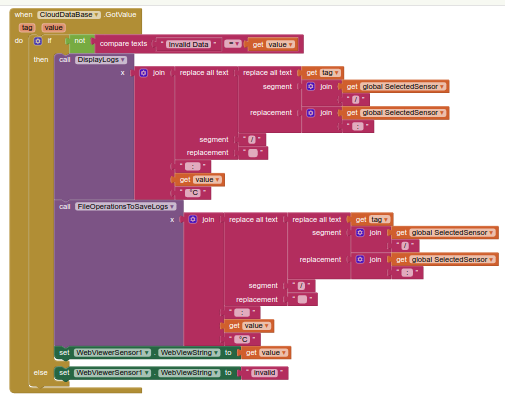 when CloudDataBase .GotValue
tag value
do if not compare texts " Invalid Data " = get value
then call DisplayLogs
x join replace all text replace all text get tag
segment join get global SelectedSensor
" / "
replacement join get global SelectedSensor
" : "
segment " / "
replacement " "
" : "
get value
" °C "
call FileOperationsToSaveLogs
x join replace all text replace all text get tag
segment join get global SelectedSensor
" / "
replacement join get global SelectedSensor
" : "
segment " / "
replacement " "
" : "
get value
" °C "
set WebViewerSensor1 . WebViewString to get value
else set WebViewerSensor1 . WebViewString to " Invalid "